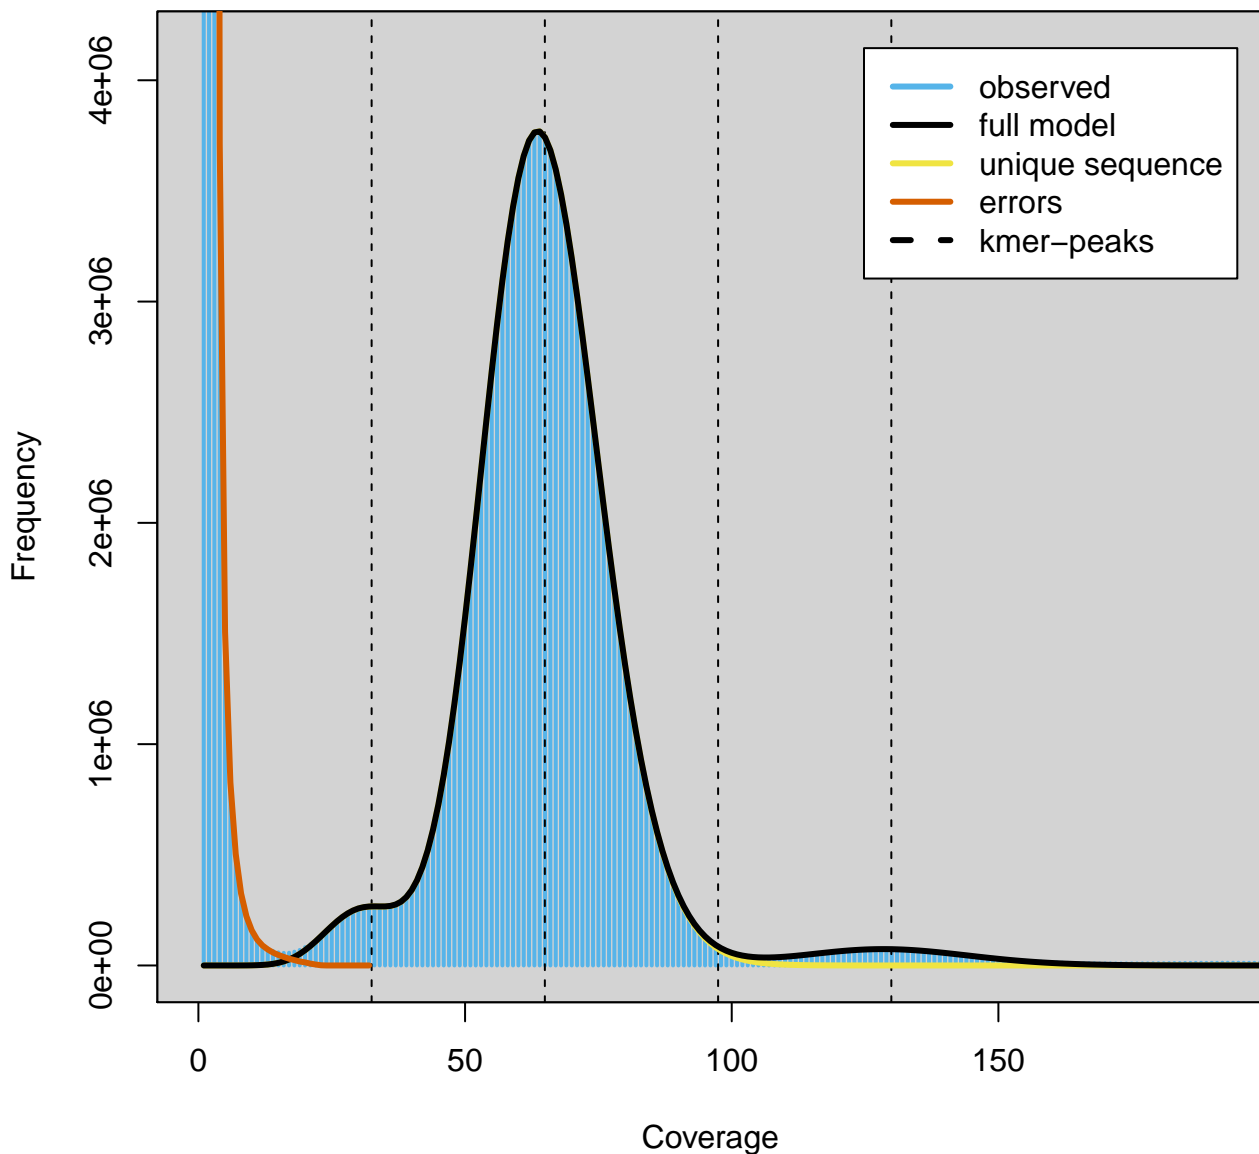 observed
full model
unique sequence
errors
kmer−peaks
4e+06
3e+06
2e+06
1e+06
0e+00
Frequency
0
50
100
150
Coverage